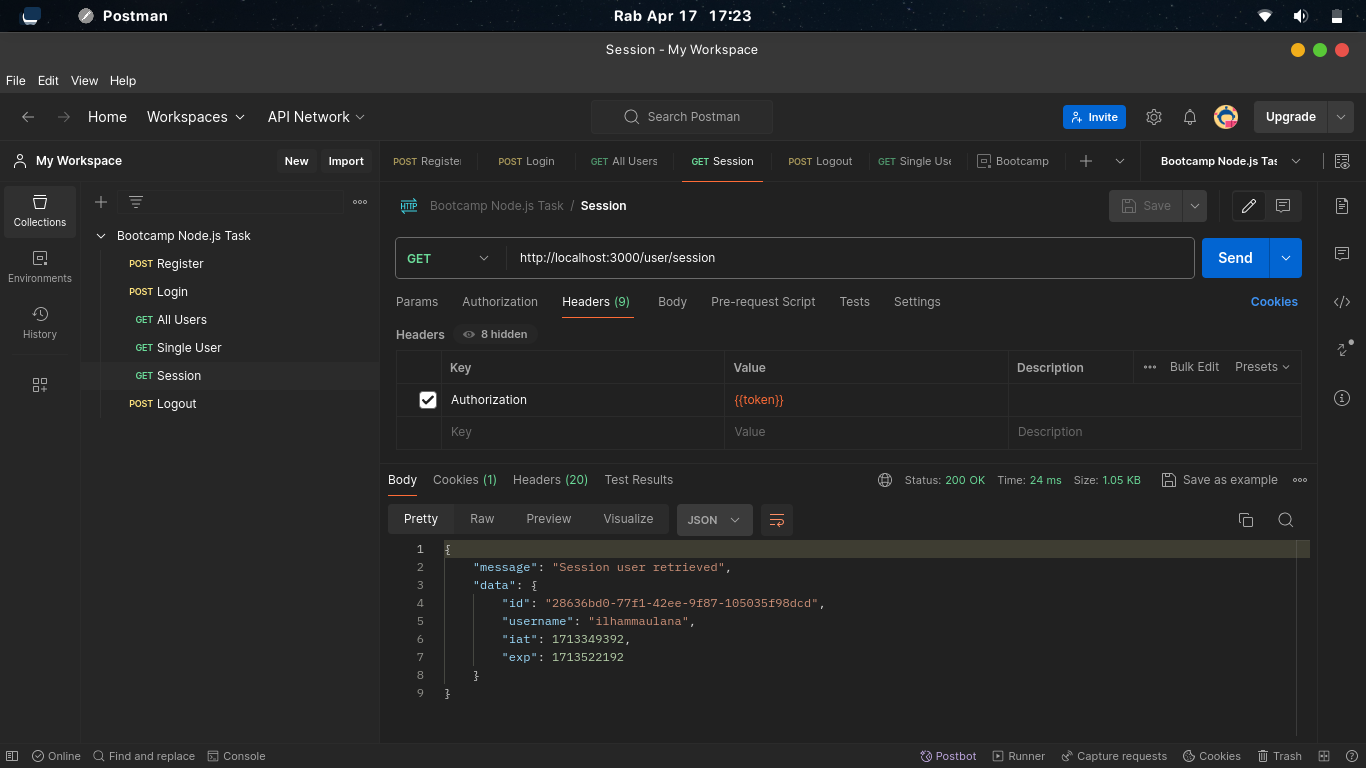 Postman
Rab Apr 17 17:23
Session - My Workspace
File Edit View Help
Home Workspaces API Network Search Postman Invite Upgrade
My Workspace New Import
POST Register POST Login GET All Users GET Session POST Logout GET Single Use Bootcamp Bootcamp Node.js Tas
Collections
Environments
History
Bootcamp Node.js Task
POST Register
POST Login
GET All Users
GET Single User
GET Session
POST Logout
HTTP Bootcamp Node.js Task / Session Save
GET http://localhost:3000/user/session Send
Params Authorization Headers (9) Body Pre-request Script Tests Settings Cookies
Headers 8 hidden
Key Value Description Bulk Edit Presets
Authorization {{token}}
Key Value Description
Body Cookies (1) Headers (20) Test Results Status: 200 OK Time: 24 ms Size: 1.05 KB Save as example
Pretty Raw Preview Visualize JSON
1 {
2 "message": "Session user retrieved",
3 "data": {
4 "id": "28636bd0-77f1-42ee-9f87-105035f98dcd",
5 "username": "ilhammaulana",
6 "iat": 1713349392,
7 "exp": 1713522192
8 }
9 }
Online Find and replace Console Postbot Runner Capture requests Cookies Trash